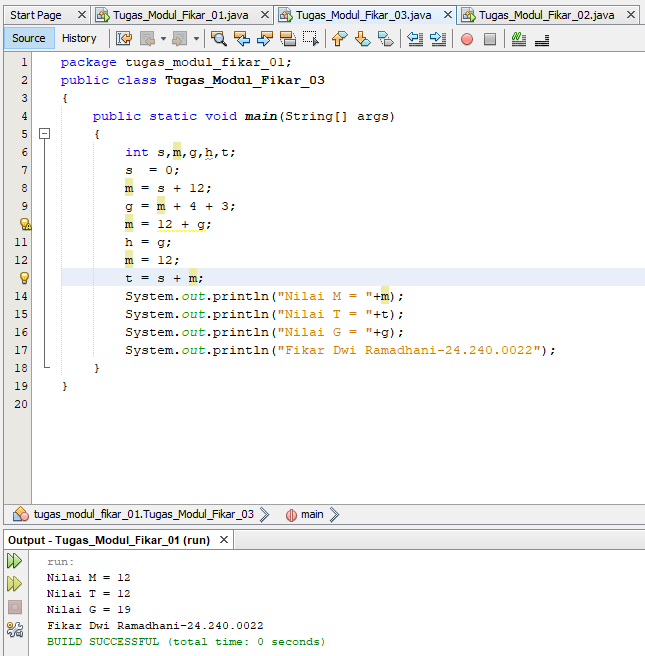 Start Page Tugas_Modul_Fikar_01.java Tugas_Modul_Fikar_03.java Tugas_Modul_Fikar_02.java
Source History
1 package tugas_modul_fikar_01;
2 public class Tugas_Modul_Fikar_03
3 {
4 public static void main(String[] args)
5 {
6 int s,m,g,h,t;
7 s  = 0;
8 m = s + 12;
9 g = m + 4 + 3;
m = 12 + g;
11 h = g;
12 m = 12;
t = s + m;
14 System.out.println("Nilai M = "+m);
15 System.out.println("Nilai T = "+t);
16 System.out.println("Nilai G = "+g);
17 System.out.println("Fikar Dwi Ramadhani-24.240.0022");
18 }
19 }
20
tugas_modul_fikar_01.Tugas_Modul_Fikar_03 main
Output - Tugas_Modul_Fikar_01 (run)
run:
Nilai M = 12
Nilai T = 12
Nilai G = 19
Fikar Dwi Ramadhani-24.240.0022
BUILD SUCCESSFUL (total time: 0 seconds)